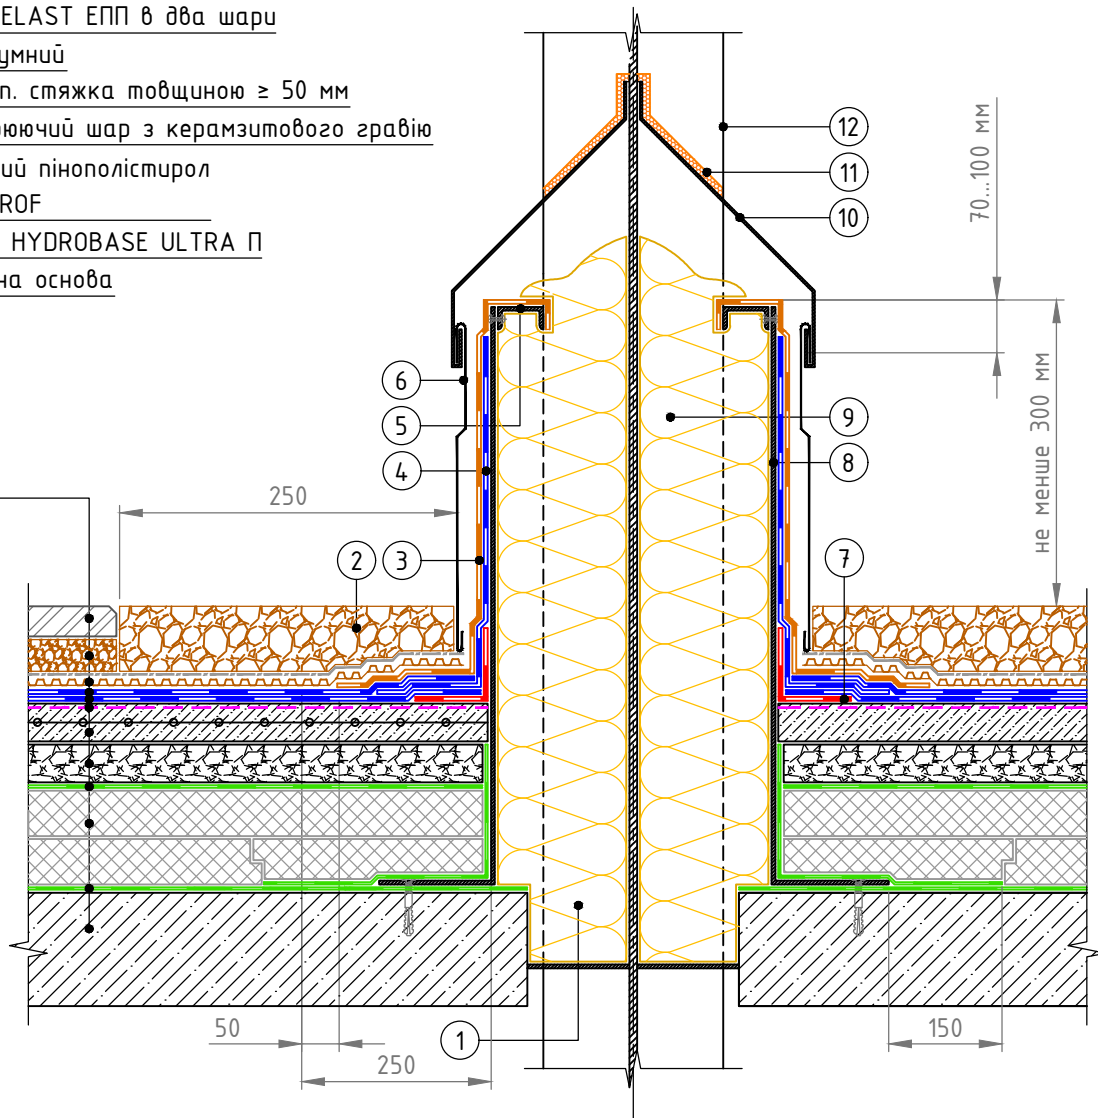 ELAST ЕПП в два шари
умний
п. стяжка товщиною ≥ 50 мм
юючий шар з керамзитового гравію
ий пінополістирол
ROF
HYDROBASE ULTRA П
на основа
12
11
10
70...100 мм
6
5
9
4
8
не менше 300 мм
250
2
3
7
50
1
250
150